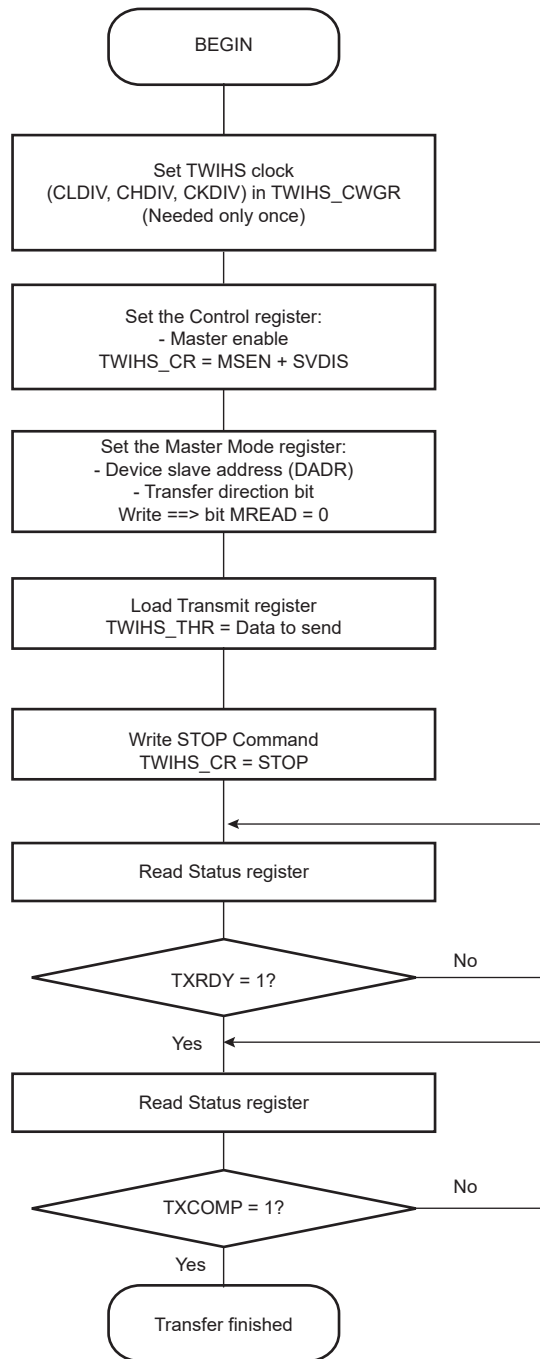 BEGIN
Set TWIHS clock
(CLDIV, CHDIV, CKDIV) in TWIHS_CWGR
(Needed only once)
Set the Control register:
- Master enable
TWIHS_CR = MSEN + SVDIS
Set the Master Mode register:
- Device slave address (DADR)
- Transfer direction bit
Write ==> bit MREAD = 0
Load Transmit register
TWIHS_THR = Data to send
Write STOP Command
TWIHS_CR = STOP
Read Status register
TXRDY = 1?
No
Yes
Read Status register
TXCOMP = 1?
No
Yes
Transfer finished